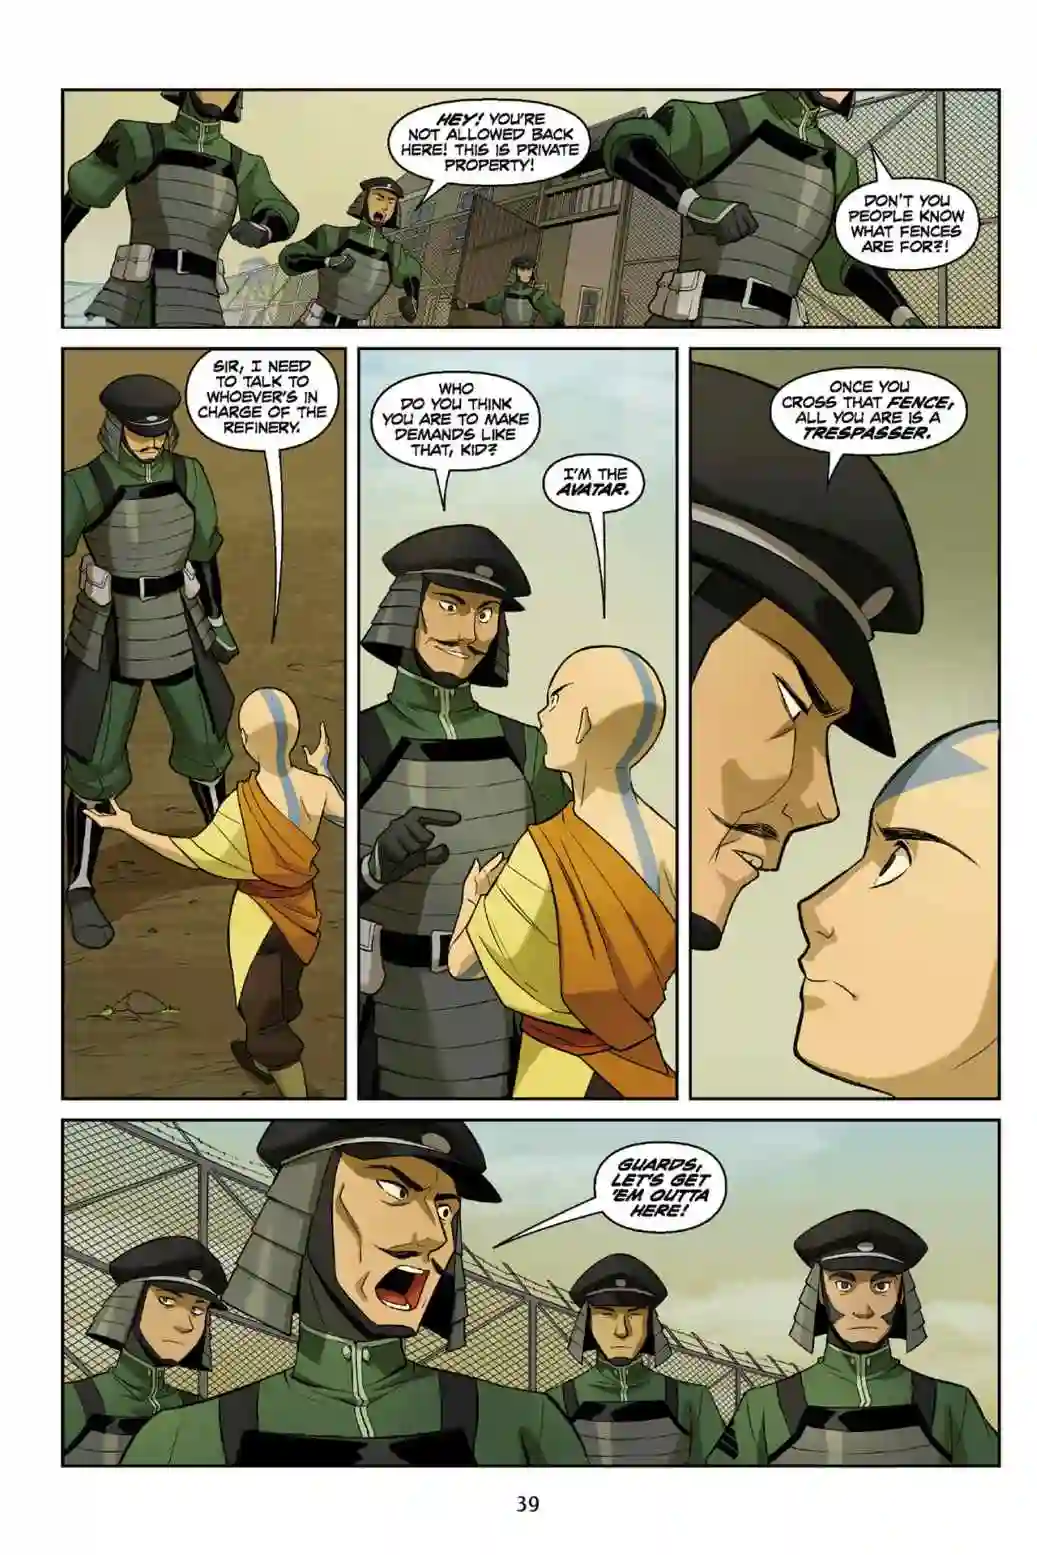 HEY! YOU'RE
NOT ALLOWED BACK
HERE! THIS IS PRIVATE
PROPERTY!
DON'T YOU
PEOPLE KNOW
WHAT FENCES
ARE FOR?!
SIR, I NEED
TO TALK TO
WHOEVER'S IN
CHARGE OF THE
REFINERY.
WHO
DO YOU THINK
YOU ARE TO MAKE
DEMANDS LIKE
THAT, KID?
I'M THE
AVATAR.
ONCE YOU
CROSS THAT FENCE,
ALL YOU ARE IS A
TRESPASSER.
GUARDS,
LET'S GET
'EM OUTTA
HERE!
39